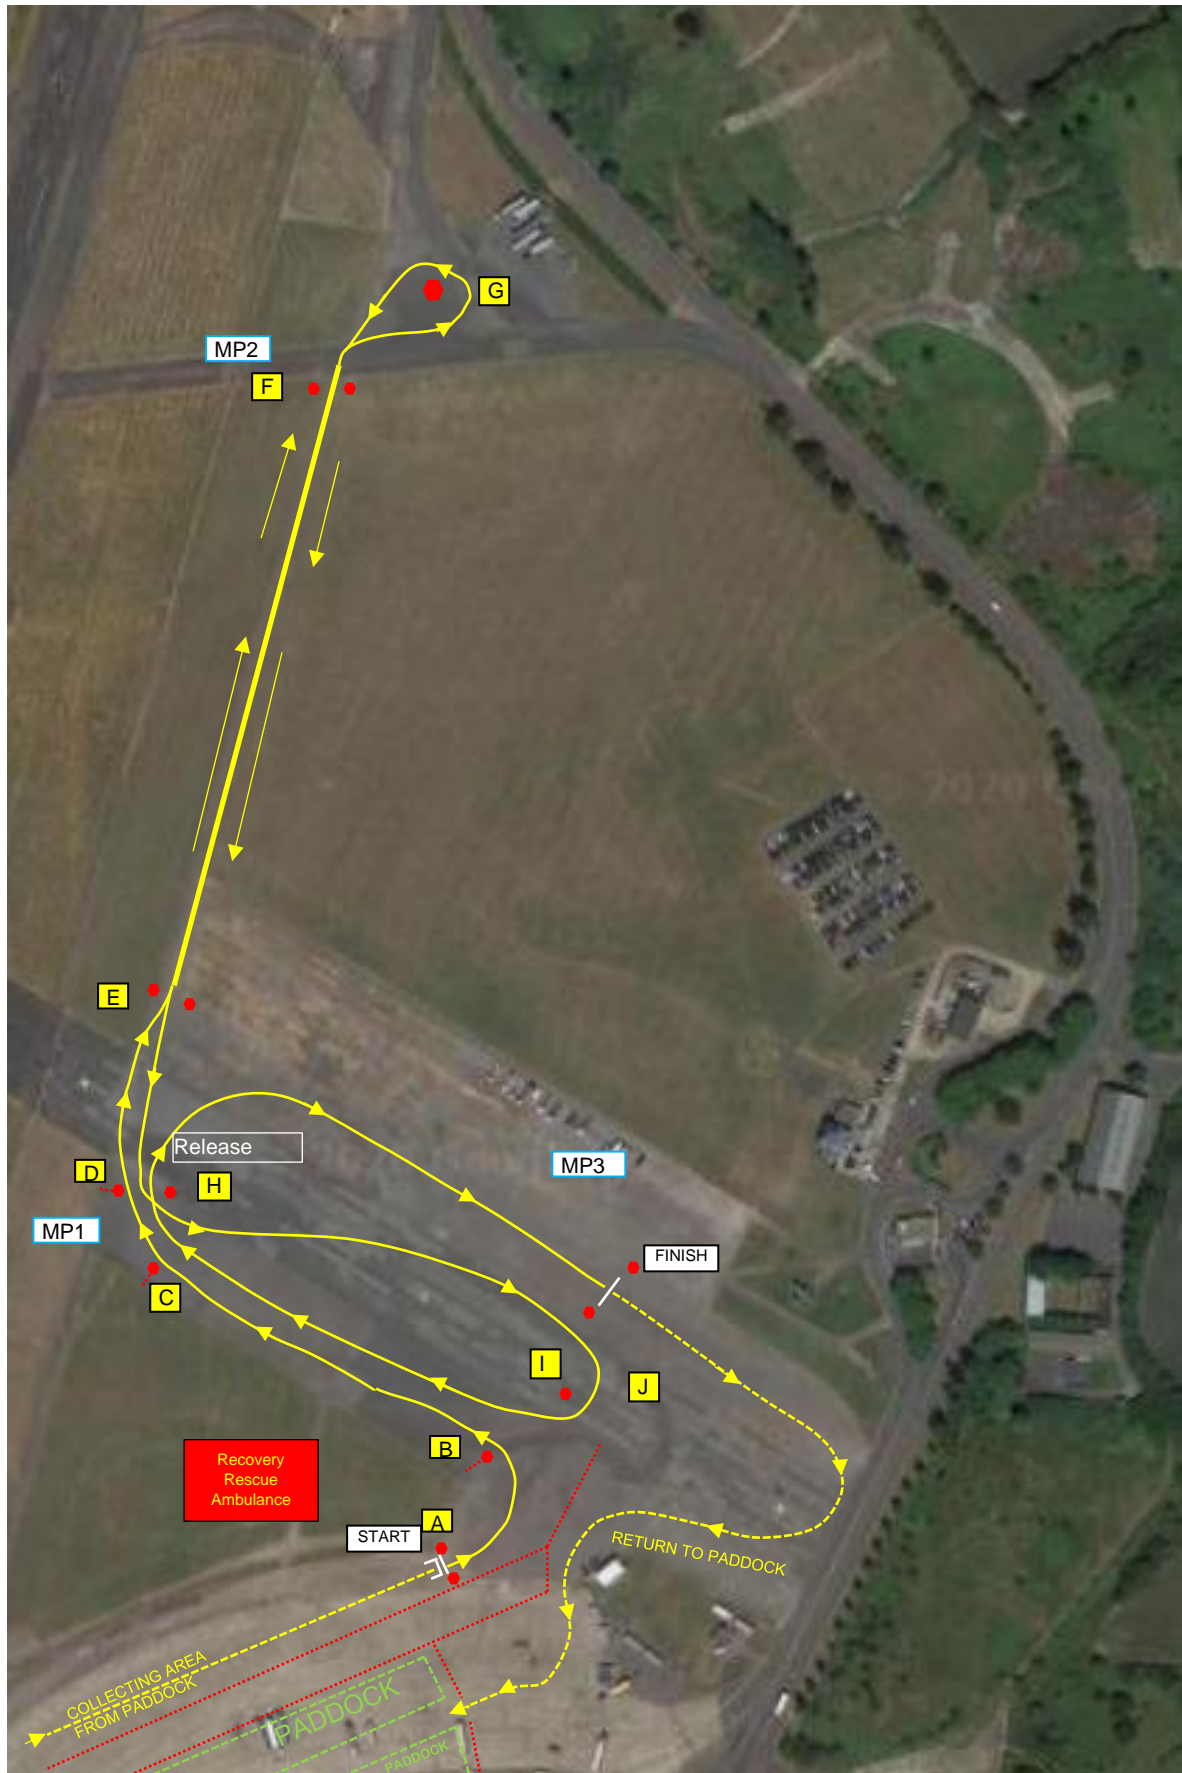 G
MP2
F
E
Release
D
H
MP3
MP1
FINISH
C
I
J
B
Recovery
Rescue
Ambulance
A
START
RETURN TO PADDOCK
COLLECTING AREA
FROM PADDOCK
PADDOCK
PADDOCK